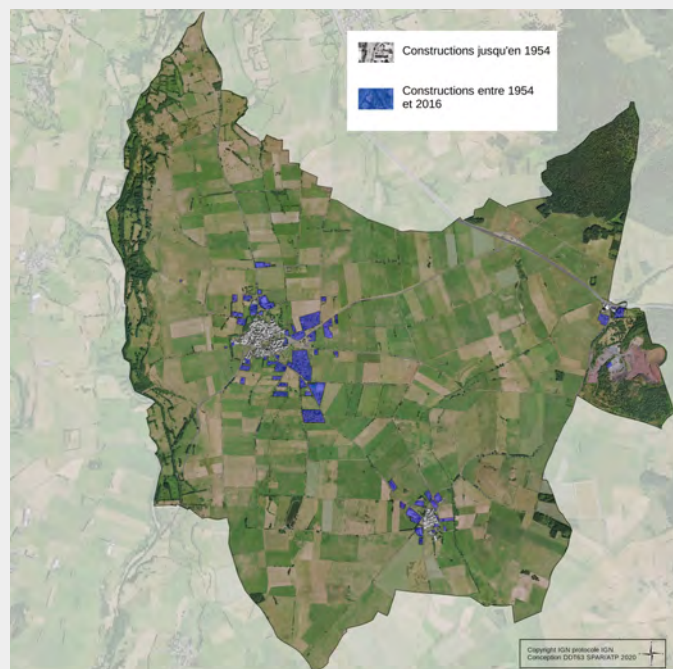 Constructions jusqu'en 1954
Constructions entre 1954
et 2016
Copyright IGN protocole IGN
Conception DDT63 SPAR/ATP 2020